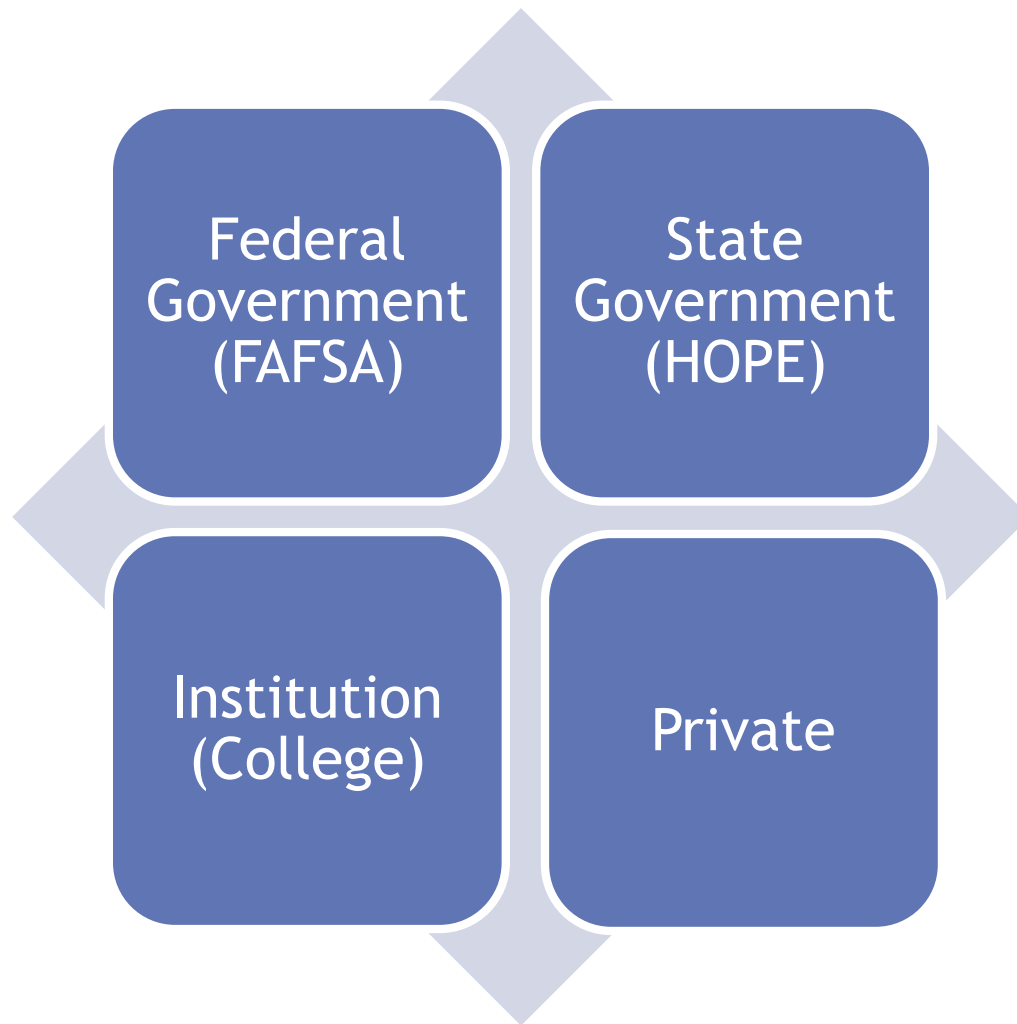 Federal
Government
(FAFSA)
State
Government
(HOPE)
Institution
(College)
Private